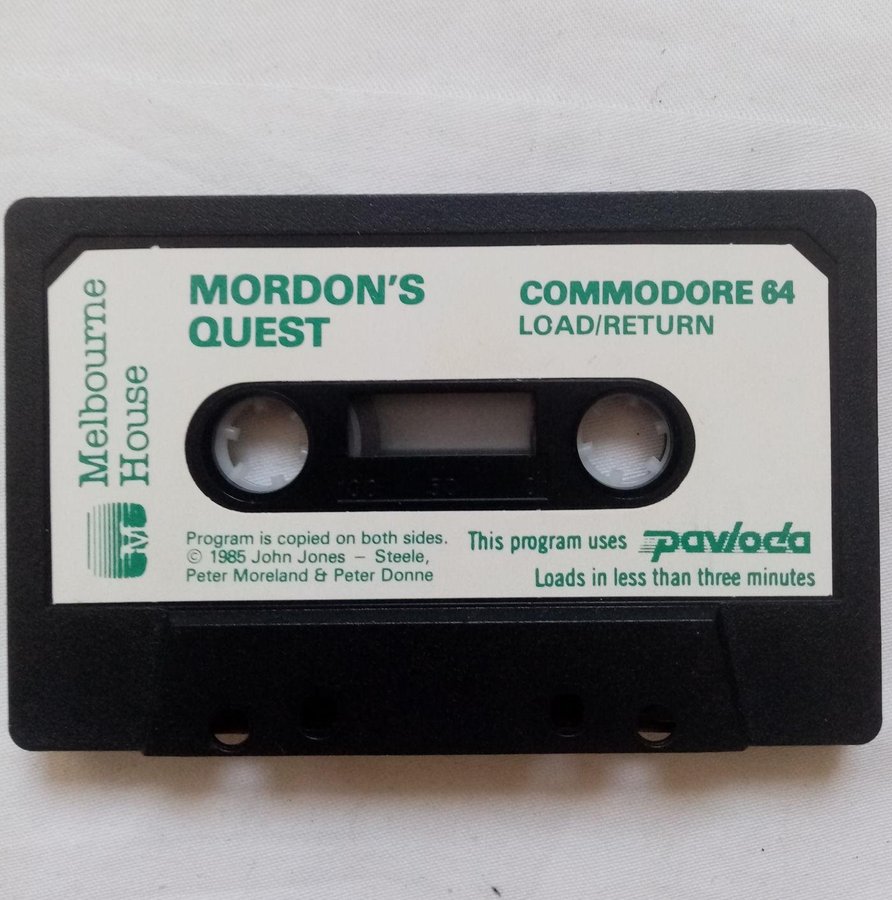 Melbourne
House
MORDON'S
QUEST
COMMODORE 64
LOAD/RETURN
Program is copied on both sides.
© 1985 John Jones – Steele,
Peter Moreland & Peter Donne
This program uses pavloda
Loads in less than three minutes